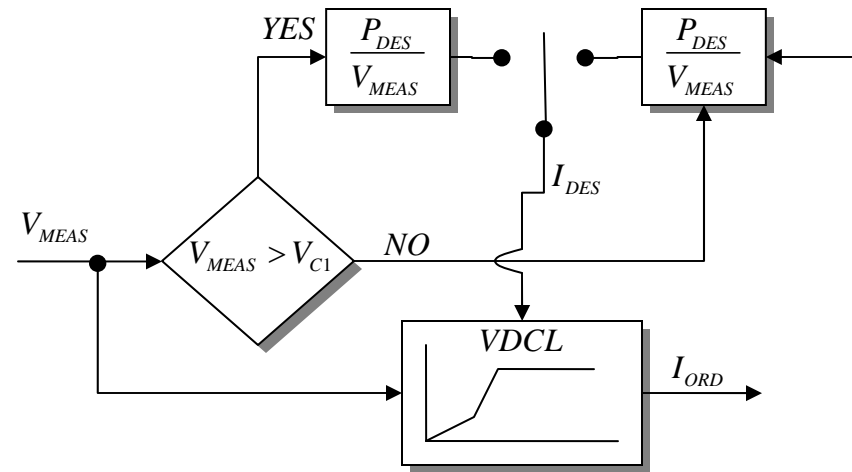 YES
P_DES
V_MEAS
P_DES
V_MEAS
I_DES
V_MEAS
V_MEAS > V_C1
NO
VDCL
I_ORD